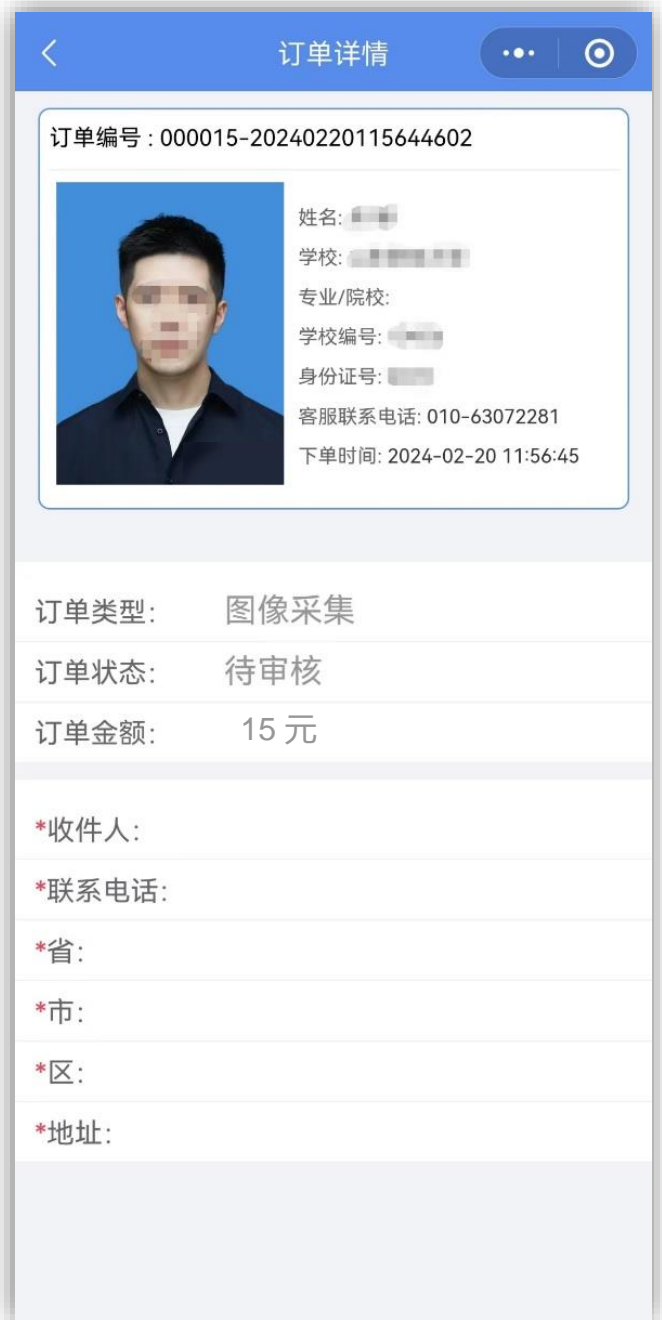 订单详情
订单编号 : 000015-20240220115644602
姓名:
学校:
专业/院校:
学校编号:
身份证号:
客服联系电话: 010-63072281
下单时间: 2024-02-20 11:56:45
订单类型: 图像采集
订单状态: 待审核
订单金额: 15 元
*收件人:
*联系电话:
*省:
*市:
*区:
*地址: